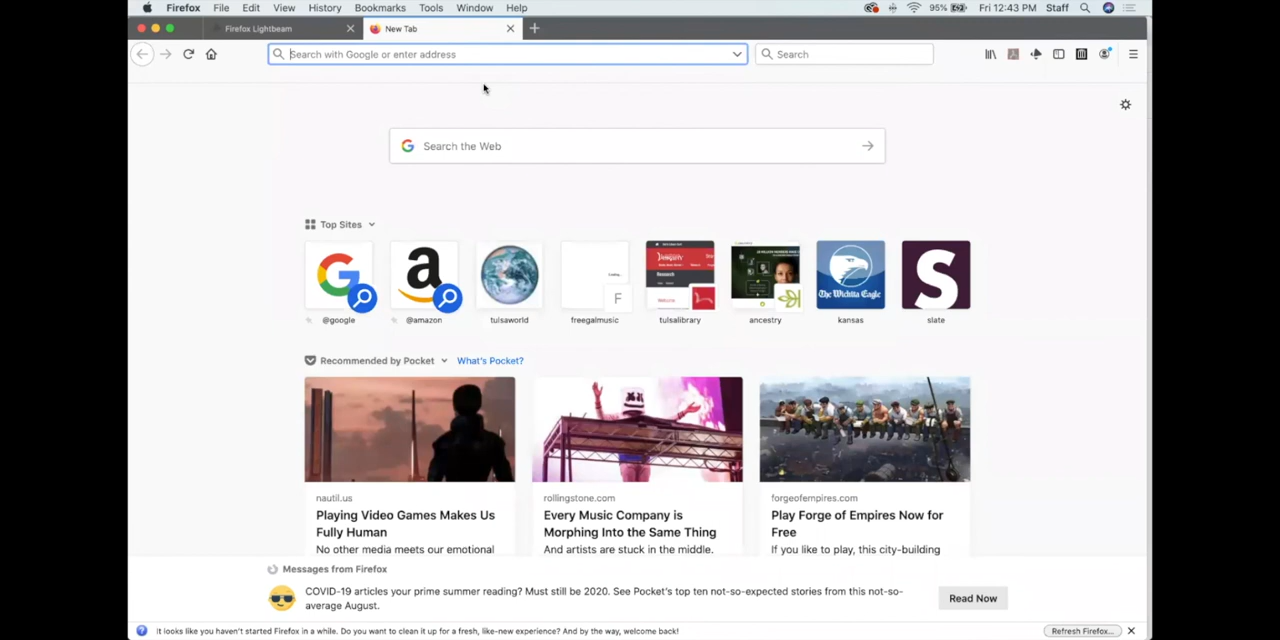 Firefox File Edit View History Bookmarks Tools Window Help 95% Fri 12:43 PM Staff
Firefox Lightbeam New Tab
Search with Google or enter address Search
Search the Web
Top Sites
@google @amazon tulsaworld freegalmusic tulsalibrary ancestry kansas slate
Recommended by Pocket What's Pocket?
nautil.us
Playing Video Games Makes Us
Fully Human
No other media meets our emotional
rollingstone.com
Every Music Company is
Morphing Into the Same Thing
And artists are stuck in the middle.
forgeofempires.com
Play Forge of Empires Now for
Free
If you like to play, this city-building
Messages from Firefox
COVID-19 articles your prime summer reading? Must still be 2020. See Pocket's top ten not-so-expected stories from this not-so-
average August.
Read Now
It looks like you haven't started Firefox in a while. Do you want to clean it up for a fresh, like-new experience? And by the way, welcome back!
Refresh Firefox...